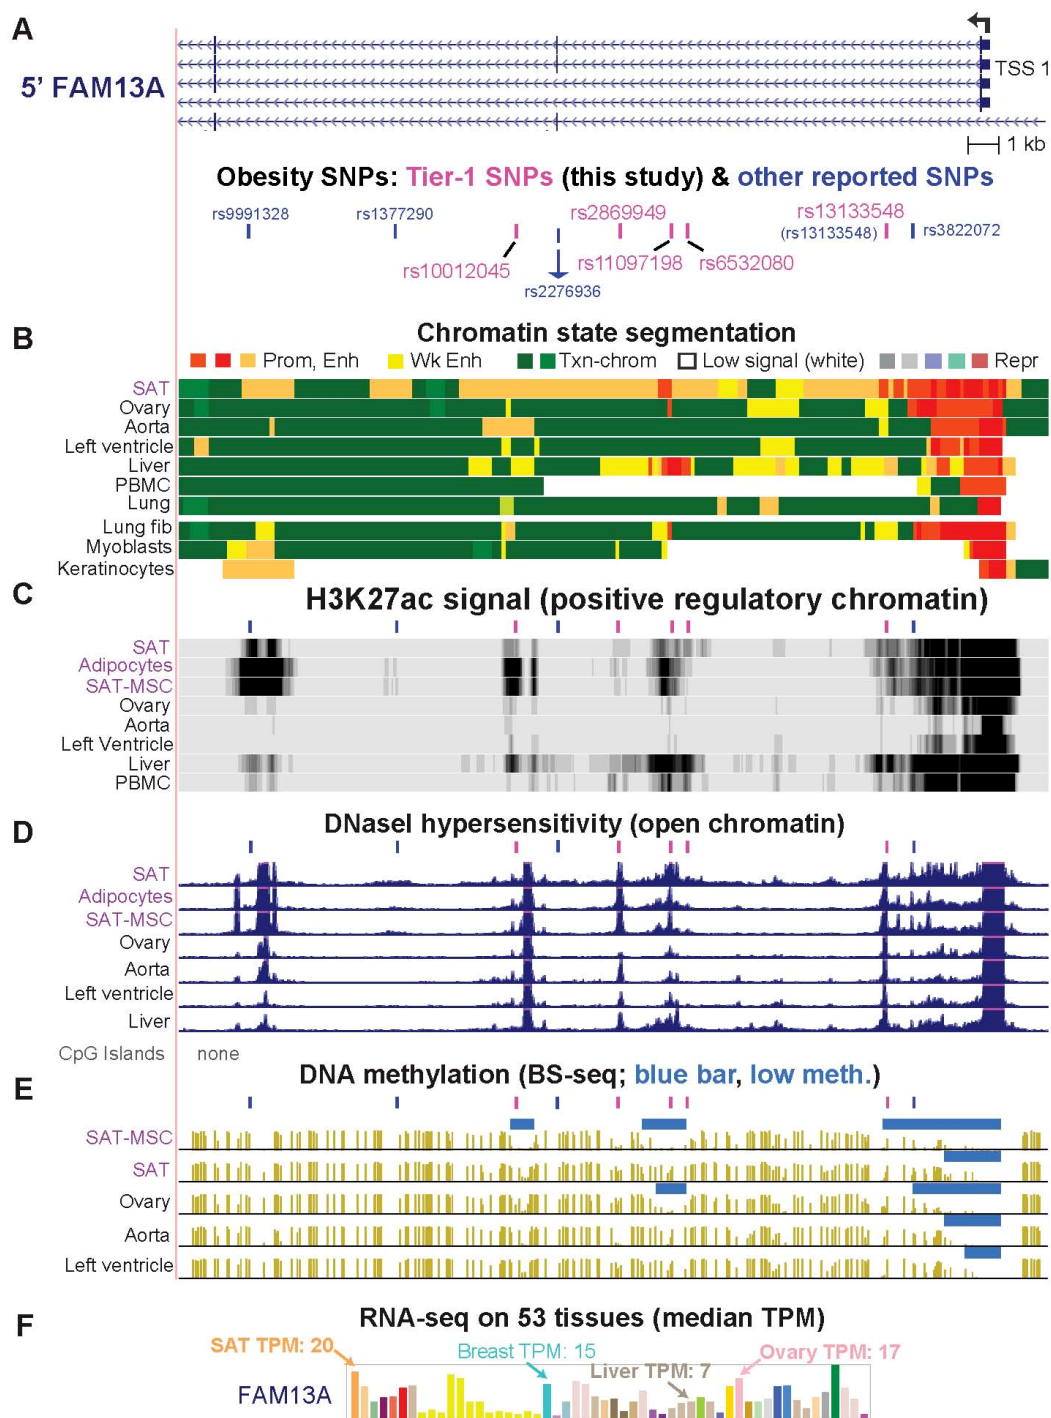 A
5' FAM13A
TSS 1
1 kb
Obesity SNPs: Tier-1 SNPs (this study) & other reported SNPs
rs9991328
rs1377290
rs2869949
rs13133548
(rs13133548)
rs3822072
rs10012045
rs11097198
rs6532080
rs2276936
B
Chromatin state segmentation
Prom, Enh
Wk Enh
Txn-chrom
Low signal (white)
Repr
SAT
Ovary
Aorta
Left ventricle
Liver
PBMC
Lung
Lung fib
Myoblasts
Keratinocytes
C
H3K27ac signal (positive regulatory chromatin)
SAT
Adipocytes
SAT-MSC
Ovary
Aorta
Left Ventricle
Liver
PBMC
D
DNaseI hypersensitivity (open chromatin)
SAT
Adipocytes
SAT-MSC
Ovary
Aorta
Left ventricle
Liver
CpG Islands none
E
DNA methylation (BS-seq; blue bar, low meth.)
SAT-MSC
SAT
Ovary
Aorta
Left ventricle
F
RNA-seq on 53 tissues (median TPM)
SAT TPM: 20
Breast TPM: 15
Liver TPM: 7
Ovary TPM: 17
FAM13A